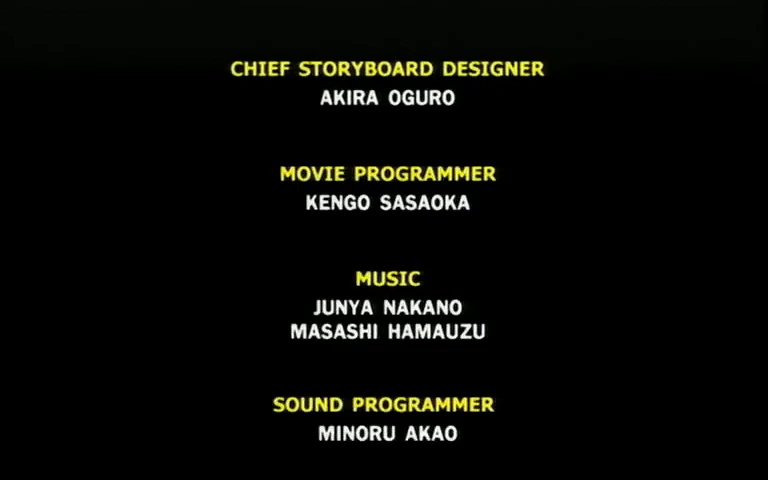 CHIEF STORYBOARD DESIGNER
AKIRA OGURO
MOVIE PROGRAMMER
KENGO SASAOKA
MUSIC
JUNYA NAKANO
MASASHI HAMAUZU
SOUND PROGRAMMER
MINORU AKAO